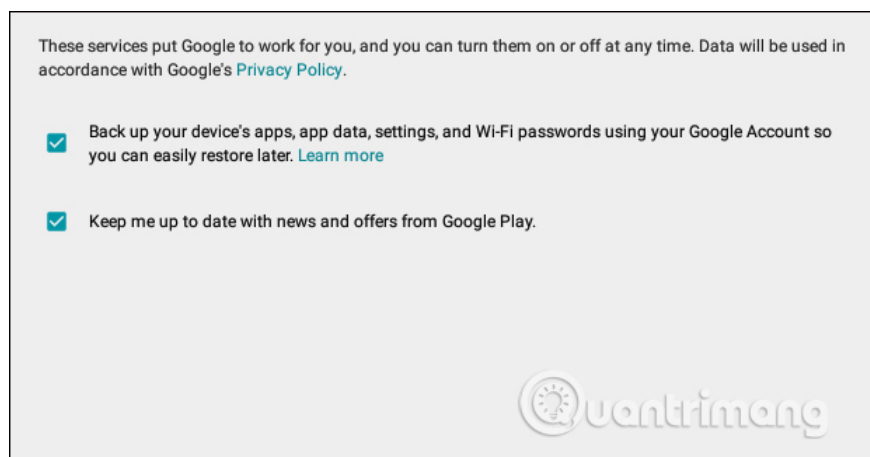 These services put Google to work for you, and you can turn them on or off at any time. Data will be used in
accordance with Google's Privacy Policy.
Back up your device's apps, app data, settings, and Wi-Fi passwords using your Google Account so
you can easily restore later. Learn more
Keep me up to date with news and offers from Google Play.
Quantrimang